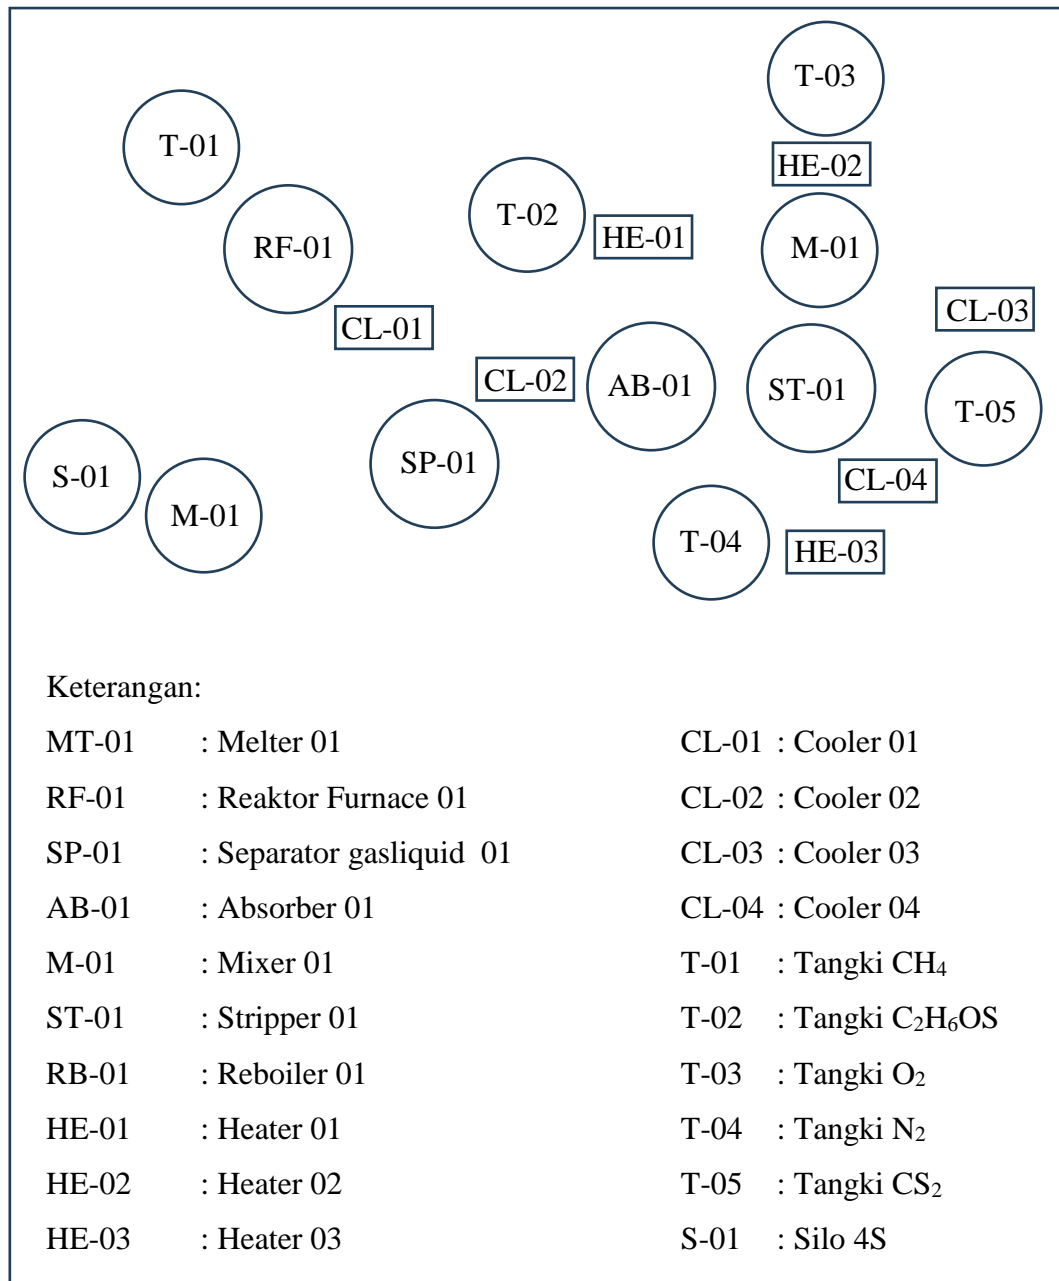 T-03
T-01
HE-02
T-02
HE-01
RF-01
M-01
CL-03
CL-01
CL-02
AB-01
ST-01
T-05
SP-01
S-01
CL-04
M-01
T-04
HE-03
Keterangan:
MT-01 : Melter 01
RF-01 : Reaktor Furnace 01
SP-01 : Separator gasliquid 01
AB-01 : Absorber 01
M-01 : Mixer 01
ST-01 : Stripper 01
RB-01 : Reboiler 01
HE-01 : Heater 01
HE-02 : Heater 02
HE-03 : Heater 03
CL-01 : Cooler 01
CL-02 : Cooler 02
CL-03 : Cooler 03
CL-04 : Cooler 04
T-01 : Tangki CH₄
T-02 : Tangki C₂H₆OS
T-03 : Tangki O₂
T-04 : Tangki N₂
T-05 : Tangki CS₂
S-01 : Silo 4S